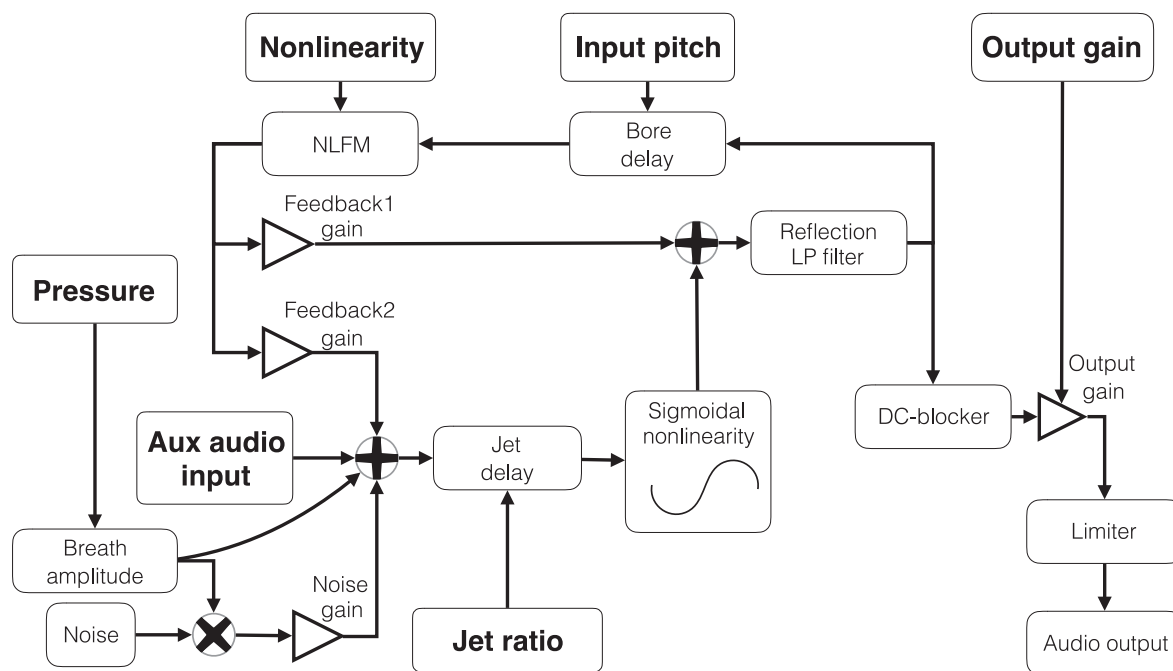 Nonlinearity
Input pitch
Output gain
NLFM
Bore
delay
Feedback1
gain
Reflection
LP filter
Pressure
Feedback2
gain
Output
gain
Sigmoidal
nonlinearity
DC-blocker
Aux audio
input
Jet
delay
Breath
amplitude
Limiter
Noise
gain
Noise
Jet ratio
Audio output